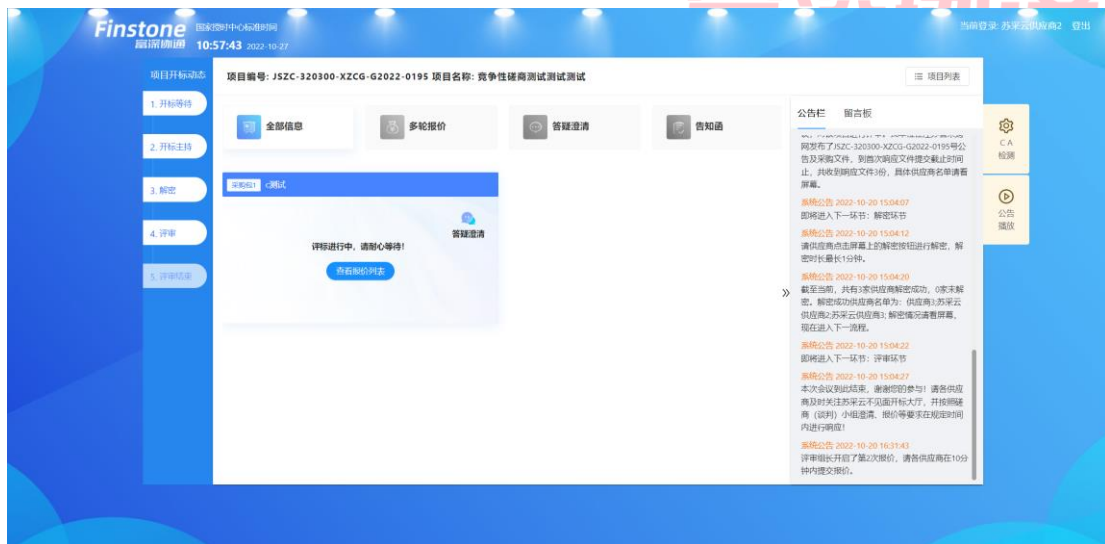 Finstone
富深协通
国家授时中心标准时间
10:57:43 2022-10-27
当前登录: 苏采云供应商2 登出
项目开标动态
1. 开标等待
2. 开标主持
3. 解密
4. 评审
5. 评审结束
项目编号: JSZC-320300-XZCG-G2022-0195 项目名称: 竞争性磋商测试测试测试
项目列表
全部信息
多轮报价
答疑澄清
告知函
采购包1 c测试
答疑澄清
评标进行中，请耐心等待！
查看报价列表
公告栏 留言板
网发布了JSZC-320300-XZCG-G2022-0195号公
告及采购文件，到首次响应文件提交截止时间
止，共收到响应文件3份，具体供应商名单请看
屏幕。
系统公告 2022-10-20 15:04:07
即将进入下一环节：解密环节
系统公告 2022-10-20 15:04:12
请供应商点击屏幕上的解密按钮进行解密，解
密时长最长1分钟。
系统公告 2022-10-20 15:04:20
截至当前，共有3家供应商解密成功，0家未解
密。解密成功供应商名单为：供应商3;苏采云
供应商2;苏采云供应商3; 解密情况请看屏幕。
现在进入下一流程。
系统公告 2022-10-20 15:04:22
即将进入下一环节：评审环节
系统公告 2022-10-20 15:04:27
本次会议到此结束，谢谢您的参与！请各供应
商及时关注苏采云不见面开标大厅，并按照磋
商（谈判）小组澄清、报价等要求在规定时间
内进行响应！
系统公告 2022-10-20 16:31:43
评审组长开启了第2次报价，请各供应商在10分
钟内提交报价。
CA
检测
公告
播放